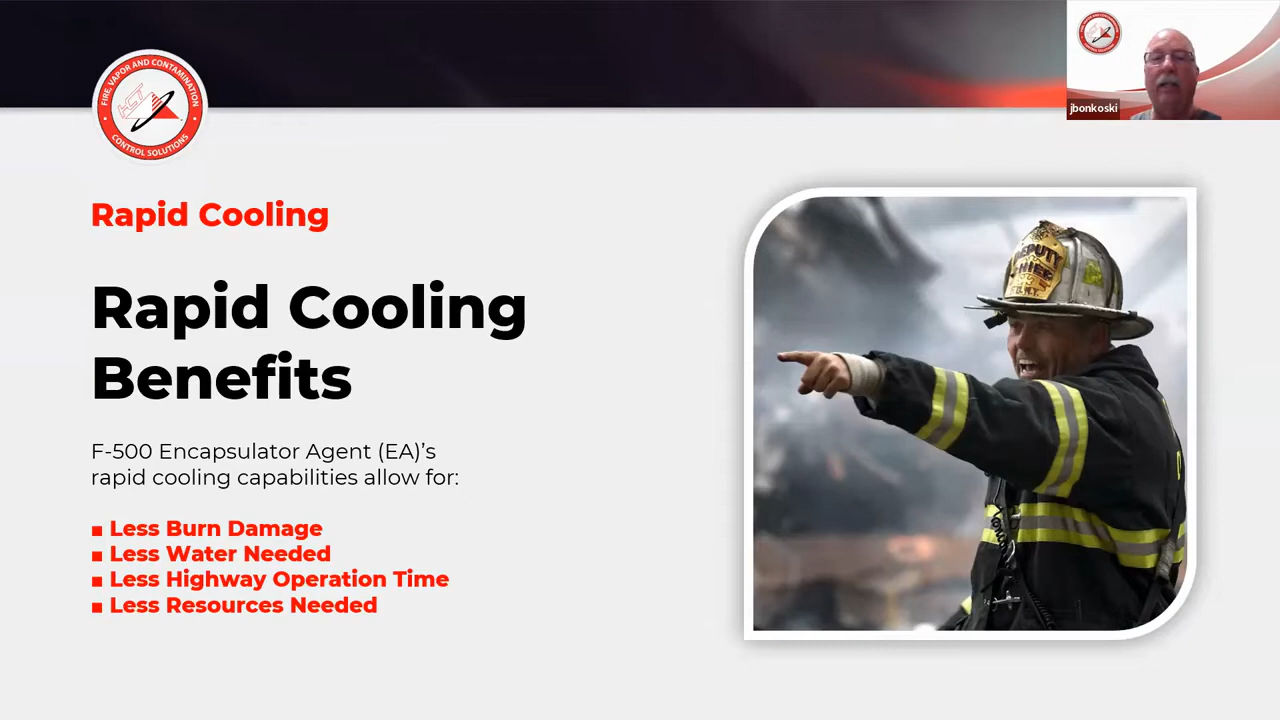 FIRE, VAPOR AND CONTAMINATION
HCT
CONTROL SOLUTIONS
jbonkoski
Rapid Cooling
Rapid Cooling
Benefits
F-500 Encapsulator Agent (EA)’s
rapid cooling capabilities allow for:
▪ Less Burn Damage
▪ Less Water Needed
▪ Less Highway Operation Time
▪ Less Resources Needed
DEPUTY
CHIEF